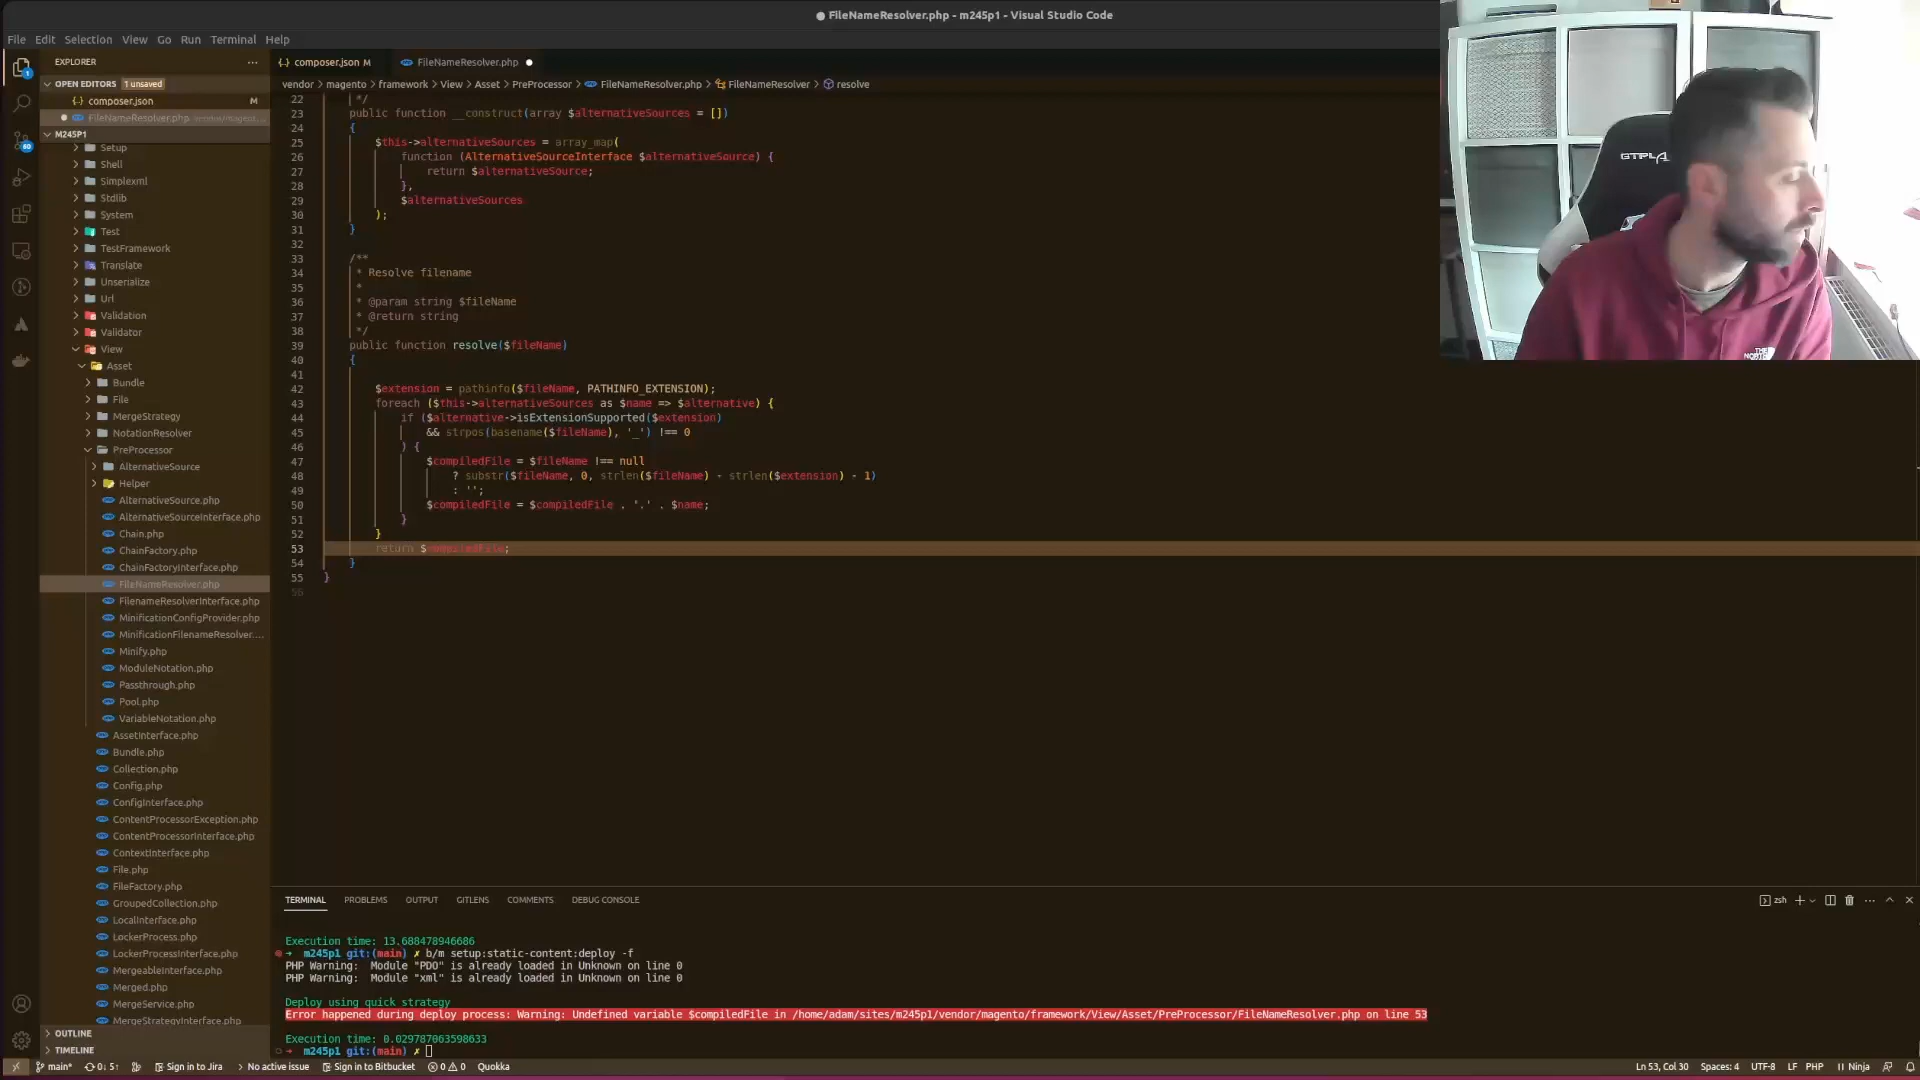 FileNameResolver.php - m245p1 - Visual Studio Code
File Edit Selection View Go Run Terminal Help
EXPLORER
OPEN EDITORS 1 unsaved
composer.json M
FileNameResolver.php vendor/magent...
M245P1
Setup
Shell
Simplexml
Stdlib
System
Test
TestFramework
Translate
Unserialize
Url
Validation
Validator
View
Asset
Bundle
File
MergeStrategy
NotationResolver
PreProcessor
AlternativeSource
Helper
AlternativeSource.php
AlternativeSourceInterface.php
Chain.php
ChainFactory.php
ChainFactoryInterface.php
FileNameResolver.php
FilenameResolverInterface.php
MinificationConfigProvider.php
MinificationFilenameResolver....
Minify.php
ModuleNotation.php
Passthrough.php
Pool.php
VariableNotation.php
AssetInterface.php
Bundle.php
Collection.php
Config.php
ConfigInterface.php
ContentProcessorException.php
ContentProcessorInterface.php
ContextInterface.php
File.php
FileFactory.php
GroupedCollection.php
LocalInterface.php
LockerProcess.php
LockerProcessInterface.php
MergeableInterface.php
Merged.php
MergeService.php
MergeStrategyInterface.php
OUTLINE
TIMELINE
{} composer.json M FileNameResolver.php
vendor > magento > framework > View > Asset > PreProcessor > FileNameResolver.php > FileNameResolver > resolve
22 */
23 public function __construct(array $alternativeSources = [])
24 {
25 $this->alternativeSources = array_map(
26 function (AlternativeSourceInterface $alternativeSource) {
27 return $alternativeSource;
28 },
29 $alternativeSources
30 );
31 }
32
33 /**
34 * Resolve filename
35 *
36 * @param string $fileName
37 * @return string
38 */
39 public function resolve($fileName)
40 {
41
42 $extension = pathinfo($fileName, PATHINFO_EXTENSION);
43 foreach ($this->alternativeSources as $name => $alternative) {
44 if ($alternative->isExtensionSupported($extension)
45 && strpos(basename($fileName), '_') !== 0
46 ) {
47 $compiledFile = $fileName !== null
48 ? substr($fileName, 0, strlen($fileName) - strlen($extension) - 1)
49 : '';
50 $compiledFile = $compiledFile . '.' . $name;
51 }
52 }
53 return $compiledFile;
54 }
55 }
56
GTPLA
THE
NORTH
TERMINAL PROBLEMS OUTPUT GITLENS COMMENTS DEBUG CONSOLE
zsh
Execution time: 13.688478946686
➜ m245p1 git:(main) ✗ b/m setup:static-content:deploy -f
PHP Warning: Module "PDO" is already loaded in Unknown on line 0
PHP Warning: Module "xml" is already loaded in Unknown on line 0
Deploy using quick strategy
Error happened during deploy process: Warning: Undefined variable $compiledFile in /home/adam/sites/m245p1/vendor/magento/framework/View/Asset/PreProcessor/FileNameResolver.php on line 53
Execution time: 0.029787063598633
➜ m245p1 git:(main) ✗
main* 0↓ 5↑ Sign in to Jira No active issue Sign in to Bitbucket 0 0 Quokka
Ln 53, Col 30 Spaces: 4 UTF-8 LF PHP Ninja